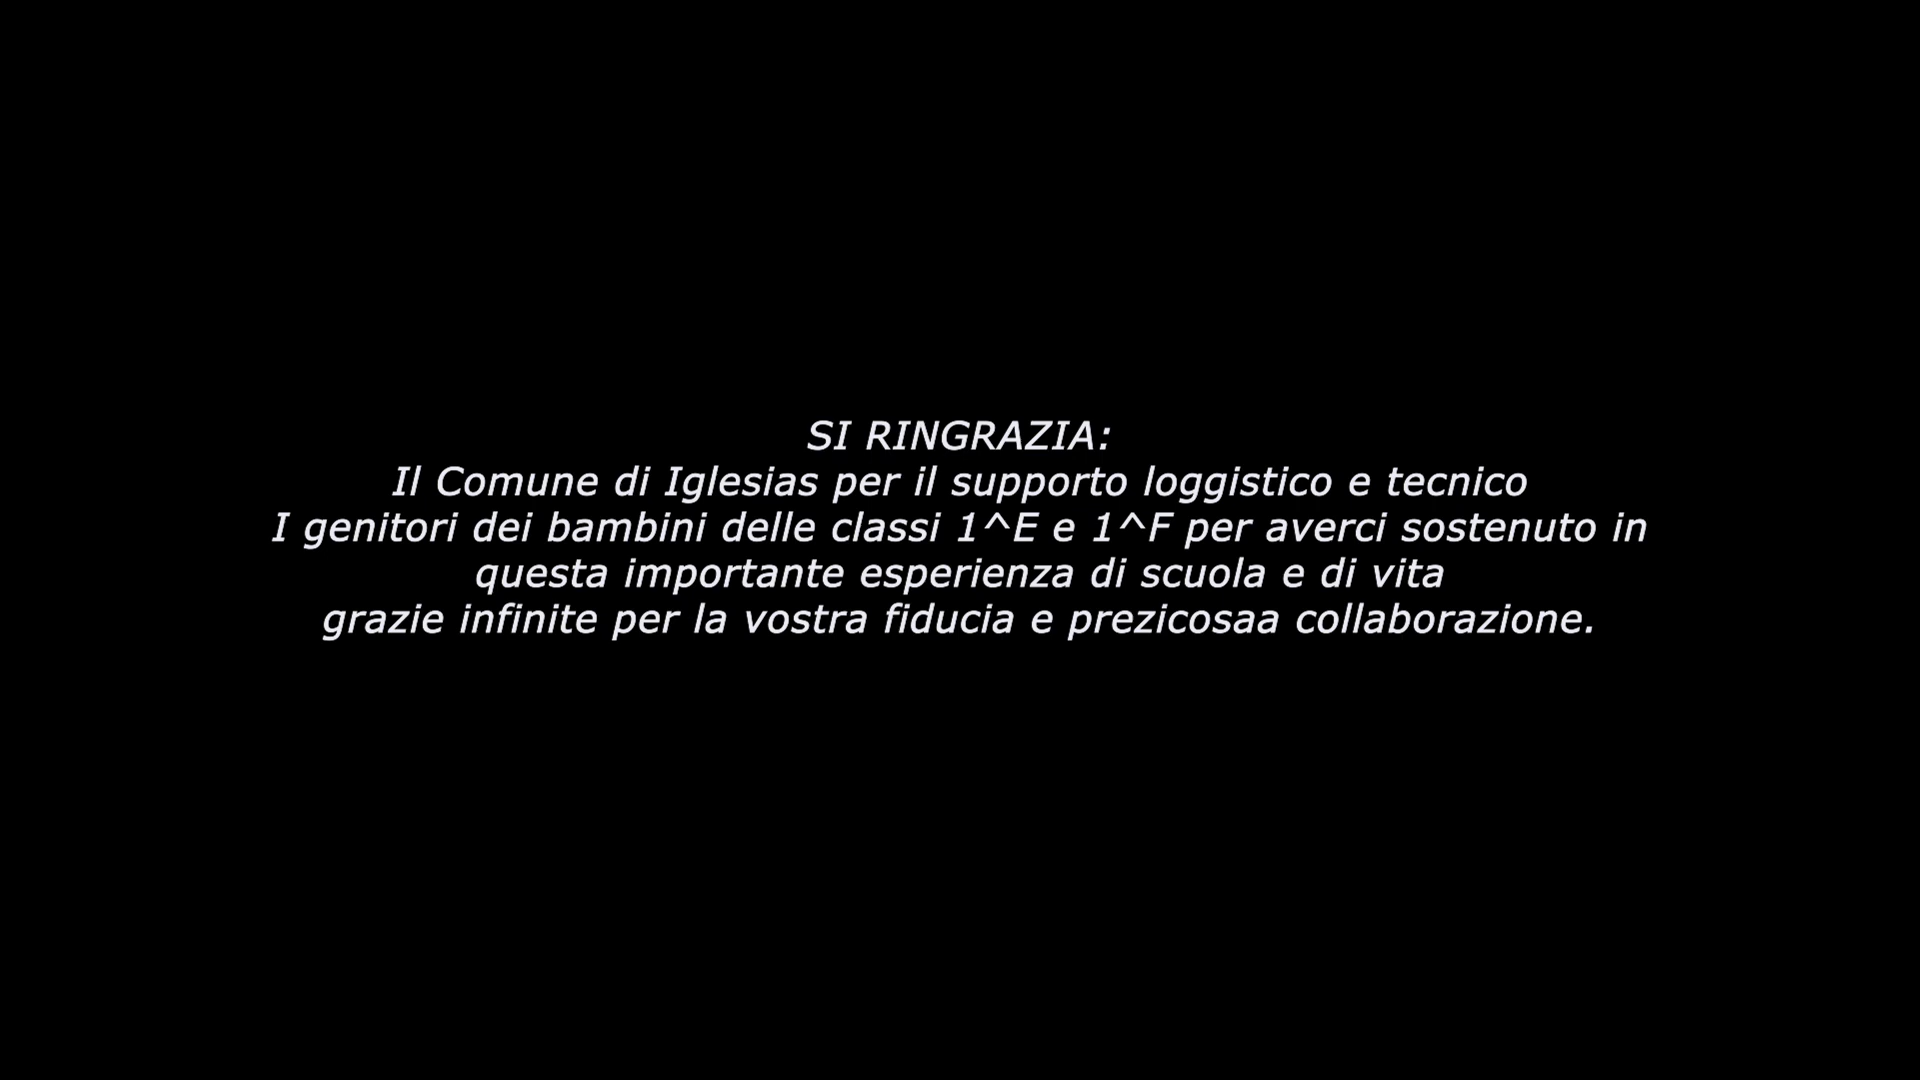 SI RINGRAZIA:
Il Comune di Iglesias per il supporto loggistico e tecnico
I genitori dei bambini delle classi 1^E e 1^F per averci sostenuto in
questa importante esperienza di scuola e di vita
grazie infinite per la vostra fiducia e prezicosaa collaborazione.